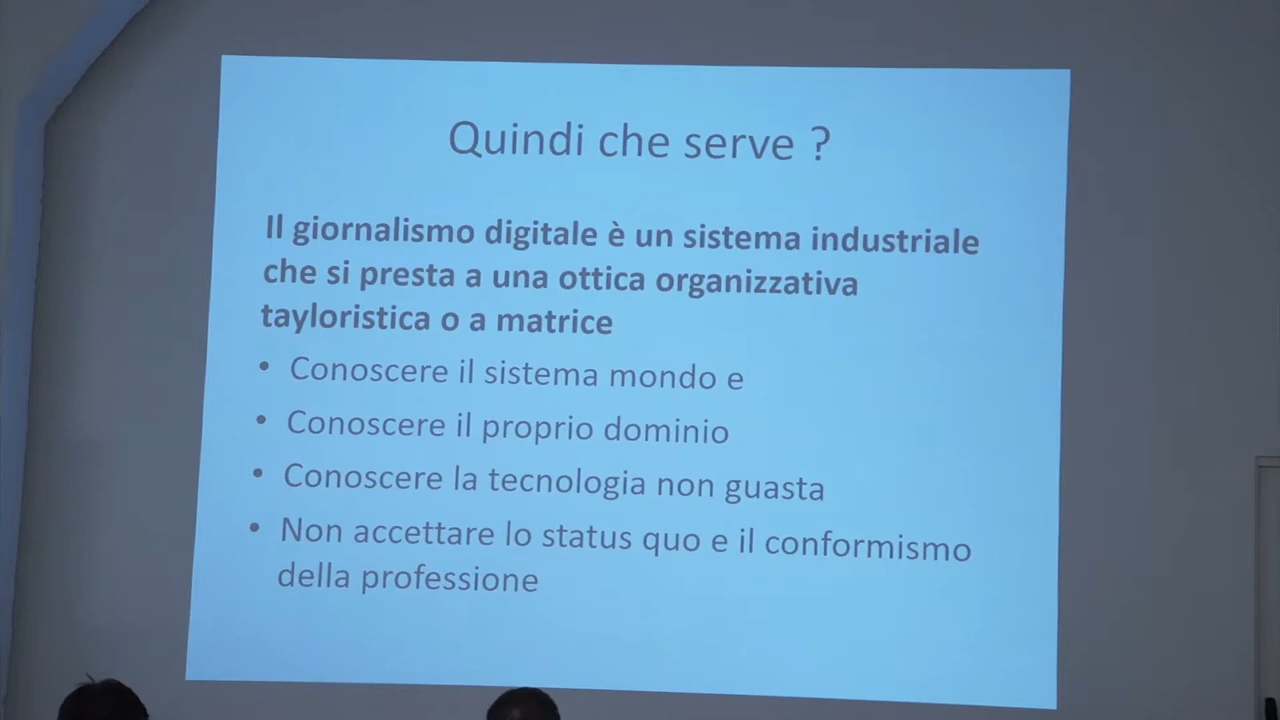 Quindi che serve ?
Il giornalismo digitale è un sistema industriale
che si presta a una ottica organizzativa
tayloristica o a matrice
• Conoscere il sistema mondo e
• Conoscere il proprio dominio
• Conoscere la tecnologia non guasta
• Non accettare lo status quo e il conformismo
della professione